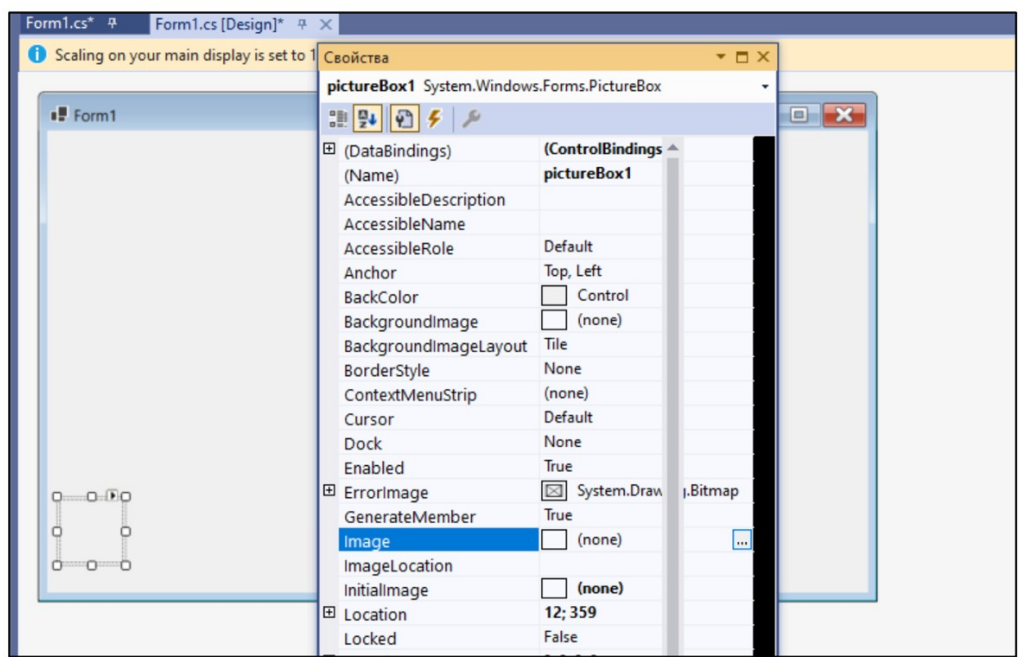 Form1.cs* Form1.cs [Design]*
Scaling on your main display is set to 1
Свойства
pictureBox1 System.Windows.Forms.PictureBox
Form1
(DataBindings) (ControlBindings
(Name) pictureBox1
AccessibleDescription
AccessibleName
AccessibleRole Default
Anchor Top, Left
BackColor Control
BackgroundImage (none)
BackgroundImageLayout Tile
BorderStyle None
ContextMenuStrip (none)
Cursor Default
Dock None
Enabled True
ErrorImage System.Draw .Bitmap
GenerateMember True
Image (none) ...
ImageLocation
InitialImage (none)
Location 12; 359
Locked False